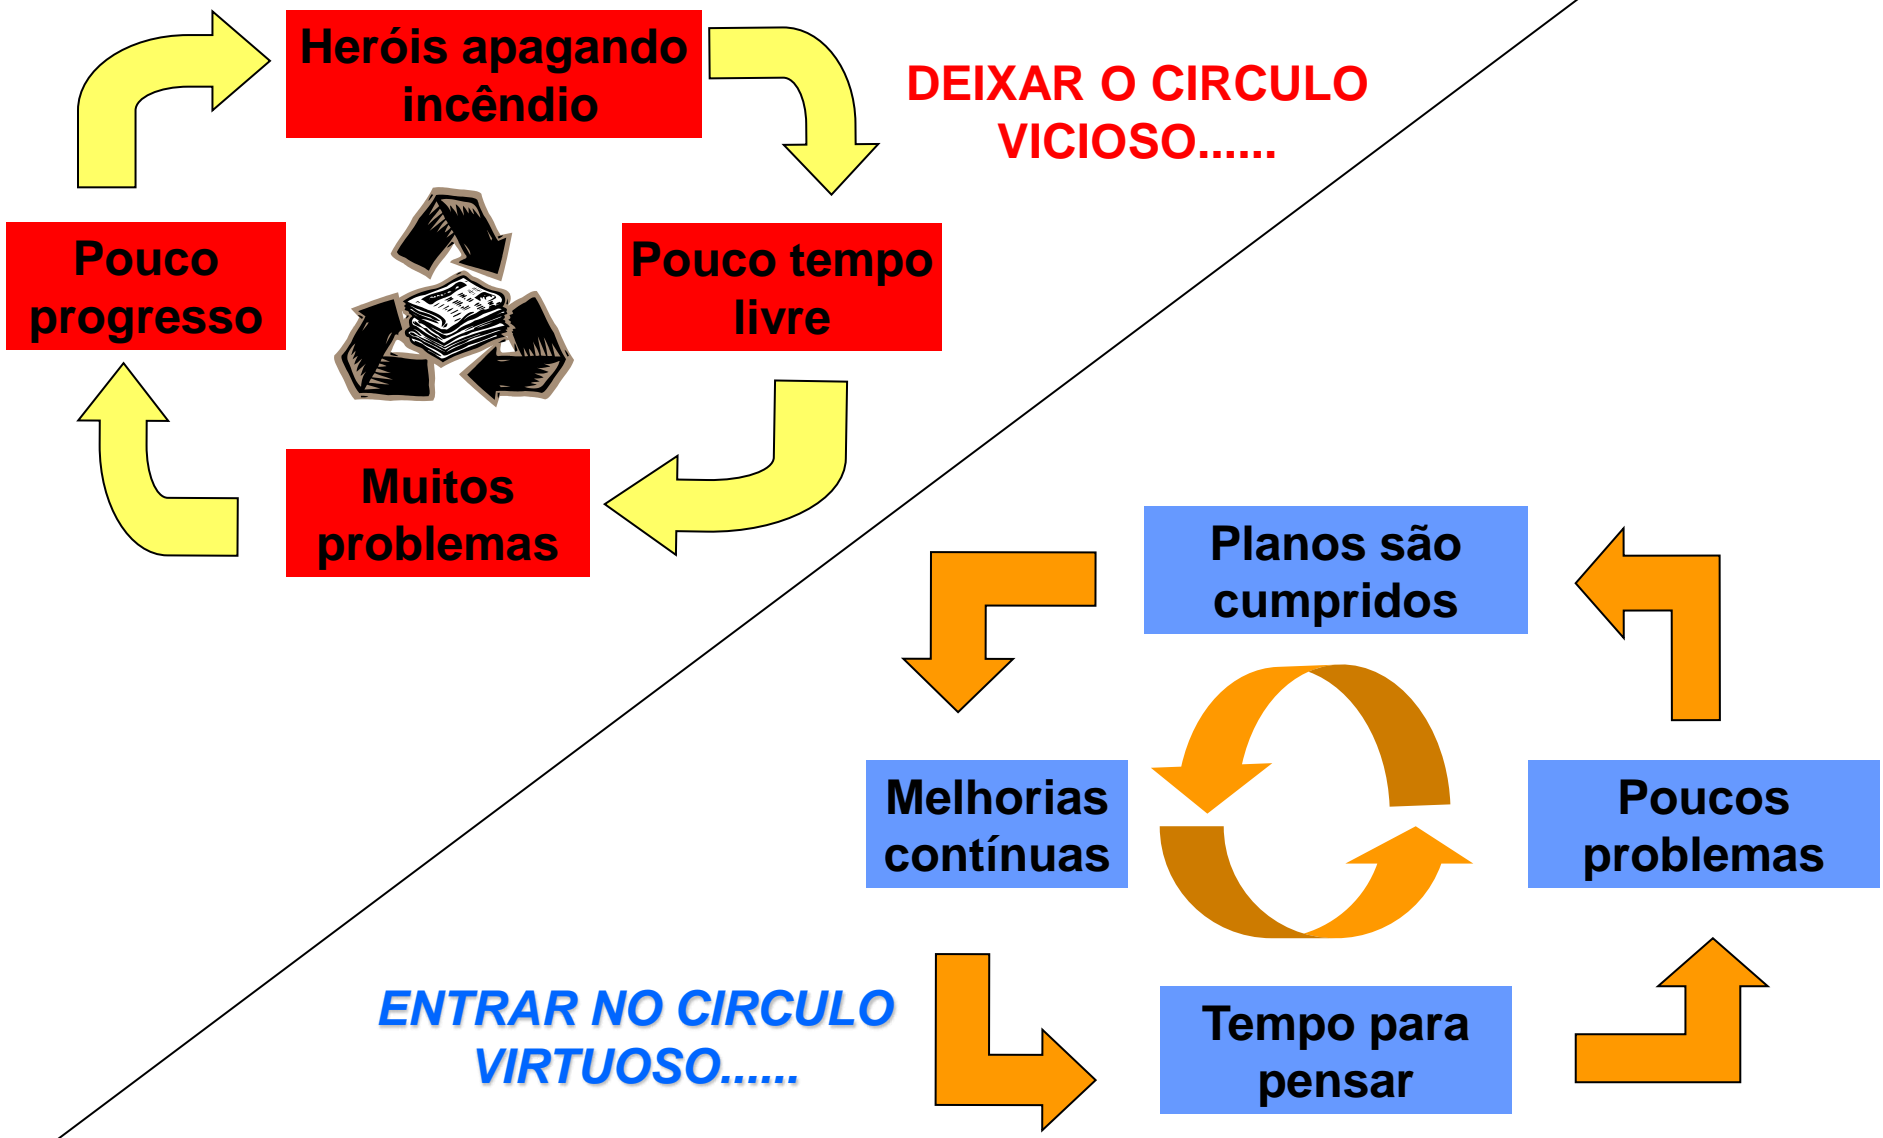 Heróis apagando
incêndio
DEIXAR O CIRCULO
VICIOSO......
Pouco
progresso
Pouco tempo
livre
Muitos
problemas
Planos são
cumpridos
Melhorias
contínuas
Poucos
problemas
ENTRAR NO CIRCULO
VIRTUOSO......
Tempo para
pensar